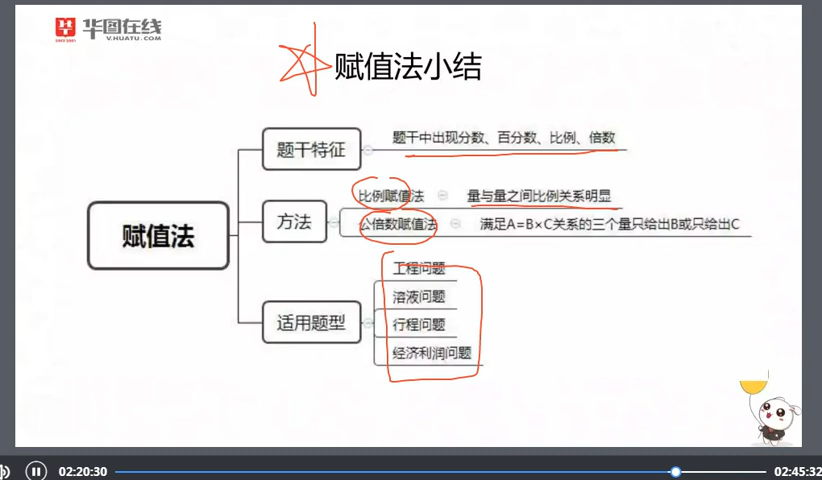 华图在线
V.HUATU.COM
赋值法小结
题干特征
题干中出现分数、百分数、比例、倍数
赋值法
方法
比例赋值法
量与量之间比例关系明显
公倍数赋值法
满足A=B×C关系的三个量只给出B或只给出C
适用题型
工程问题
溶液问题
行程问题
经济利润问题
02:20:30
02:45:32